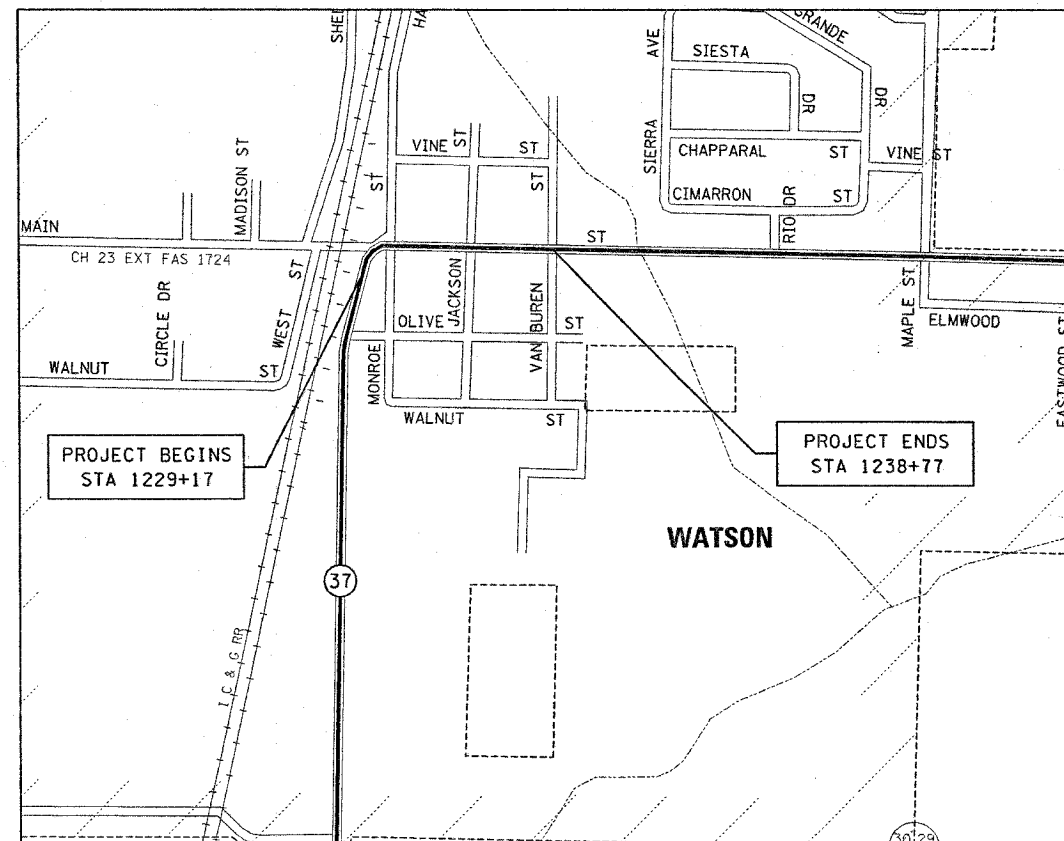 SIERRA AVE
GRANDE DR
SIESTA DR
MADISON ST
VINE ST
ST
CHAPPARAL ST
VINE ST
CIMARRON ST
RIO DR
MAIN
ST
CH 23 EXT FAS 1724
CIRCLE DR
WEST ST
JACKSON ST
VAN BUREN ST
MAPLE ST
OLIVE ST
ELMWOOD
EASTWOOD ST
WALNUT ST
MONROE
WALNUT ST
PROJECT BEGINS
STA 1229+17
PROJECT ENDS
STA 1238+77
WATSON
37
I C & G RR